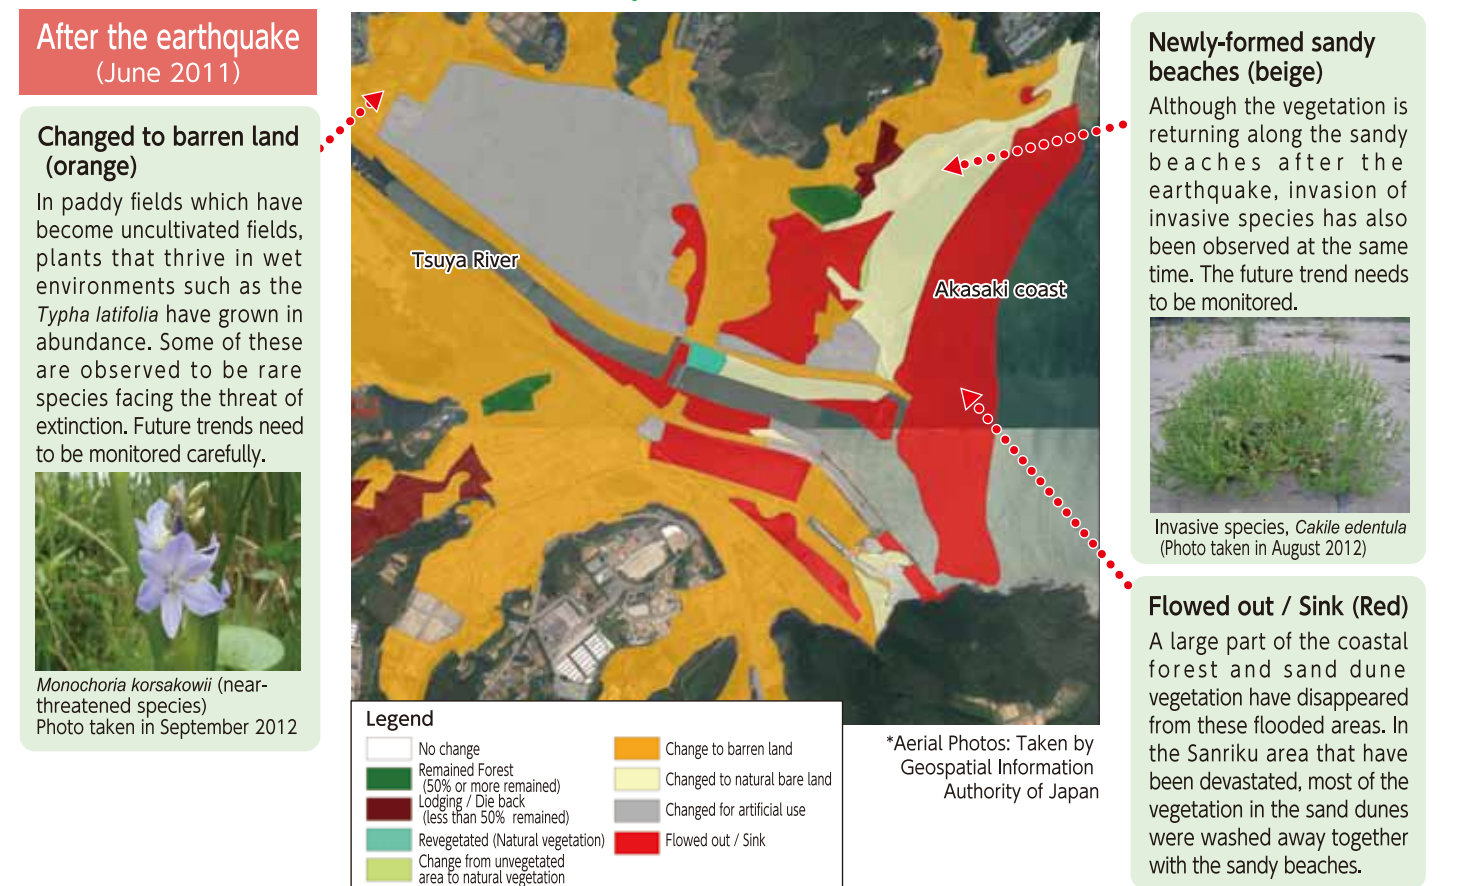 After the earthquake
(June 2011)
Changed to barren land
(orange)
In paddy fields which have
become uncultivated fields,
plants that thrive in wet
environments such as the
Typha latifolia have grown in
abundance. Some of these
are observed to be rare
species facing the threat of
extinction. Future trends need
to be monitored carefully.
Monochoria korsakowii (near-
threatened species)
Photo taken in September 2012
Tsuya River
Akasaki coast
Legend
No change
Remained Forest
(50% or more remained)
Lodging / Die back
(less than 50% remained)
Revegetated (Natural vegetation)
Change from unvegetated
area to natural vegetation
Change to barren land
Changed to natural bare land
Changed for artificial use
Flowed out / Sink
*Aerial Photos: Taken by
Geospatial Information
Authority of Japan
Newly-formed sandy
beaches (beige)
Although the vegetation is
returning along the sandy
beaches after the
earthquake, invasion of
invasive species has also
been observed at the same
time. The future trend needs
to be monitored.
Invasive species, Cakile edentula
(Photo taken in August 2012)
Flowed out / Sink (Red)
A large part of the coastal
forest and sand dune
vegetation have disappeared
from these flooded areas. In
the Sanriku area that have
been devastated, most of the
vegetation in the sand dunes
were washed away together
with the sandy beaches.